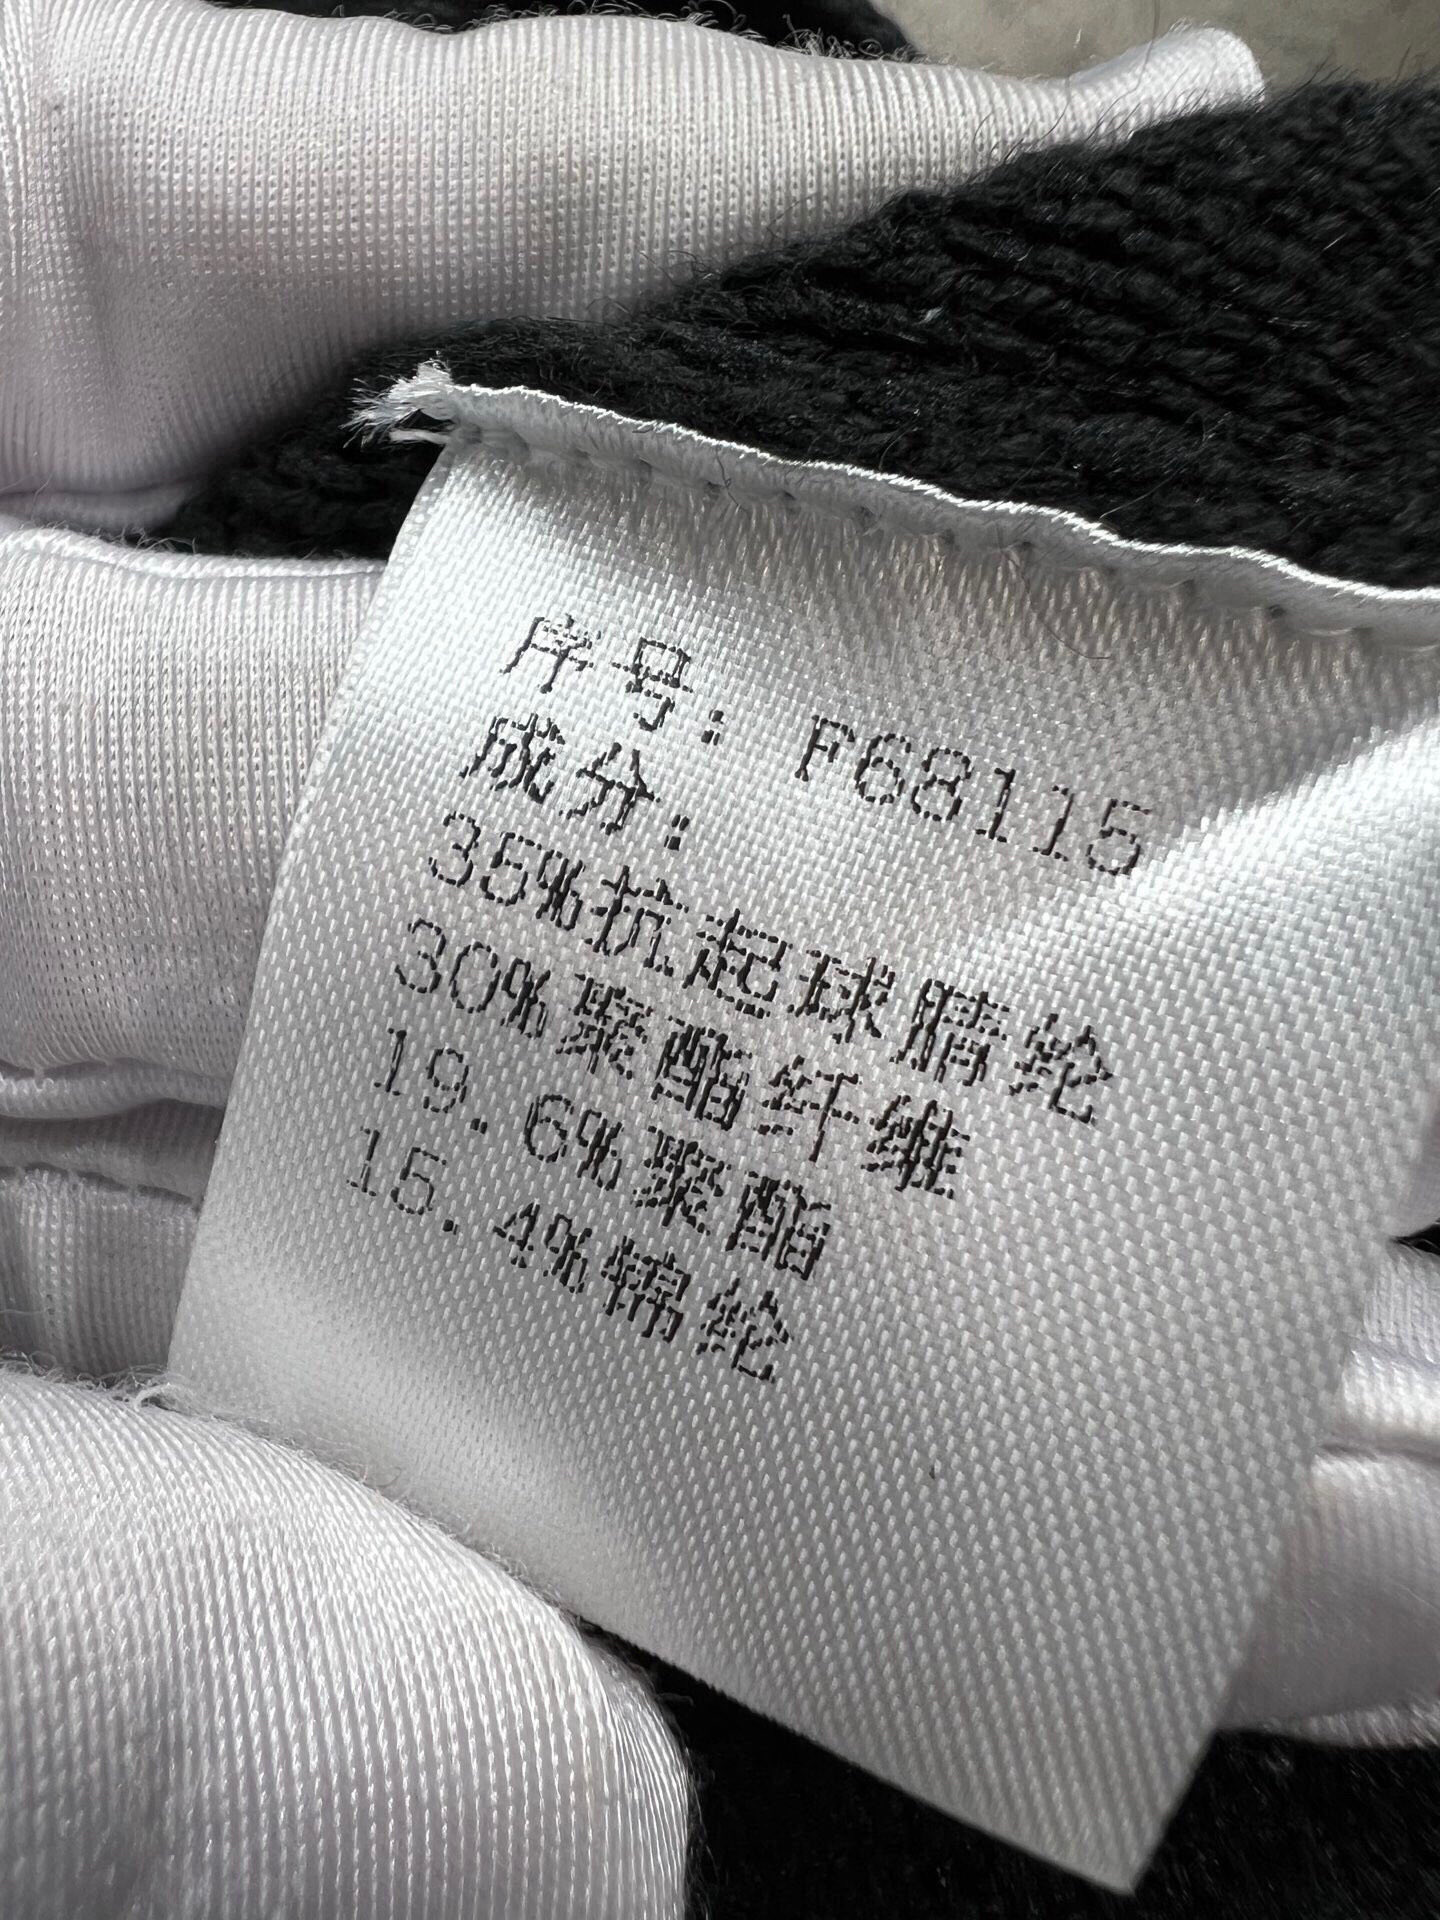 序号: F68115
成分:
35%抗起球腈纶
30%聚酯纤维
19.6%聚酯
15.4%锦纶